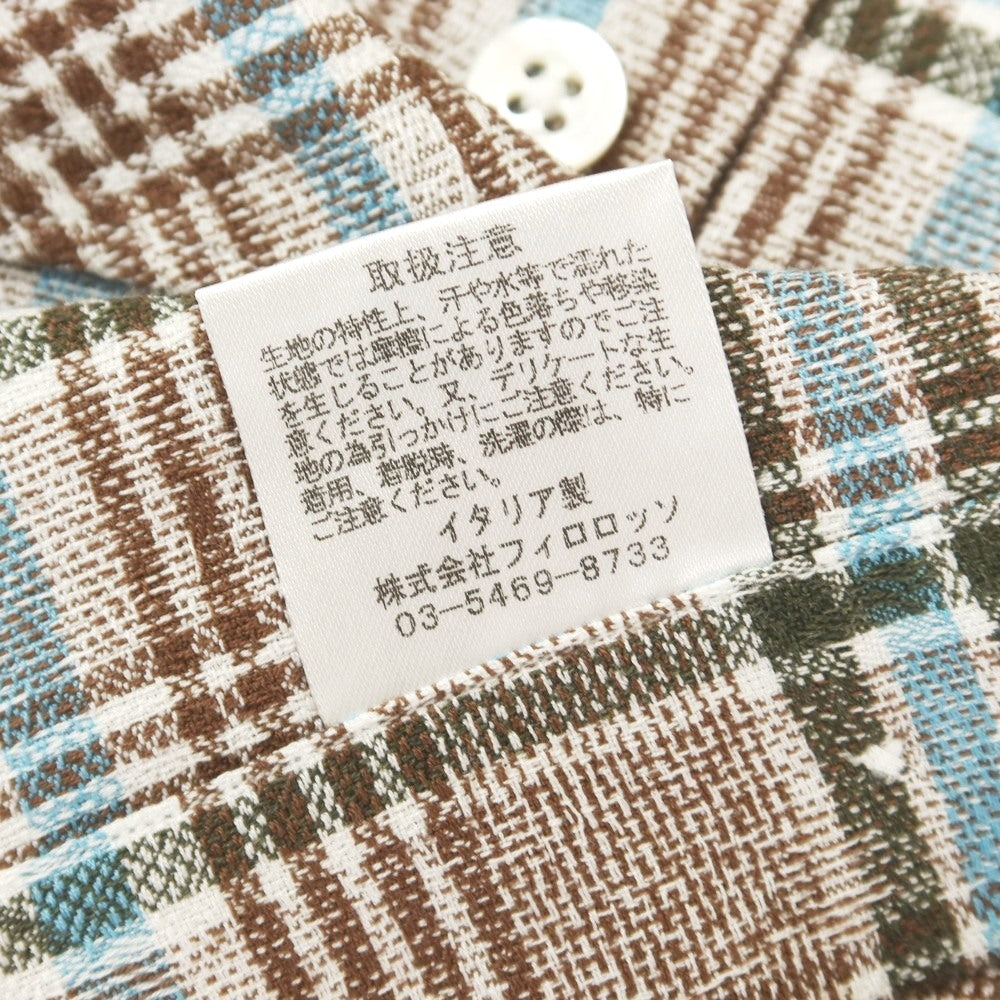 取扱注意
生地の特性上、汗や水等で濡れた
状態では摩擦による色落ちや移染
を生じることがありますのでご注
意ください。又、デリケートな生
地の為引っかけにご注意ください。
着用、着脱時、洗濯の際は、特に
ご注意ください。
イタリア製
株式会社フィロロッソ
03-5469-8733